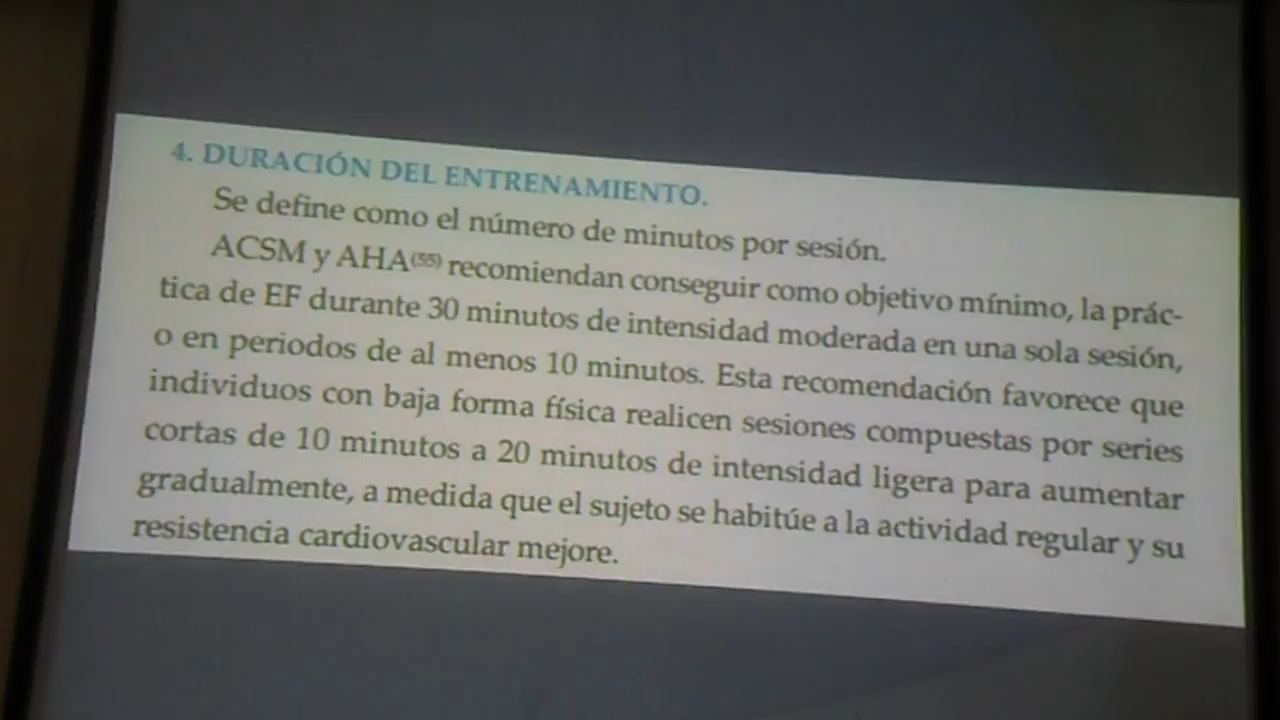 4. DURACIÓN DEL ENTRENAMIENTO.
Se define como el número de minutos por sesión.
ACSM y AHA(55) recomiendan conseguir como objetivo mínimo, la prác-
tica de EF durante 30 minutos de intensidad moderada en una sola sesión,
o en periodos de al menos 10 minutos. Esta recomendación favorece que
individuos con baja forma física realicen sesiones compuestas por series
cortas de 10 minutos a 20 minutos de intensidad ligera para aumentar
gradualmente, a medida que el sujeto se habitúe a la actividad regular y su
resistencia cardiovascular mejore.